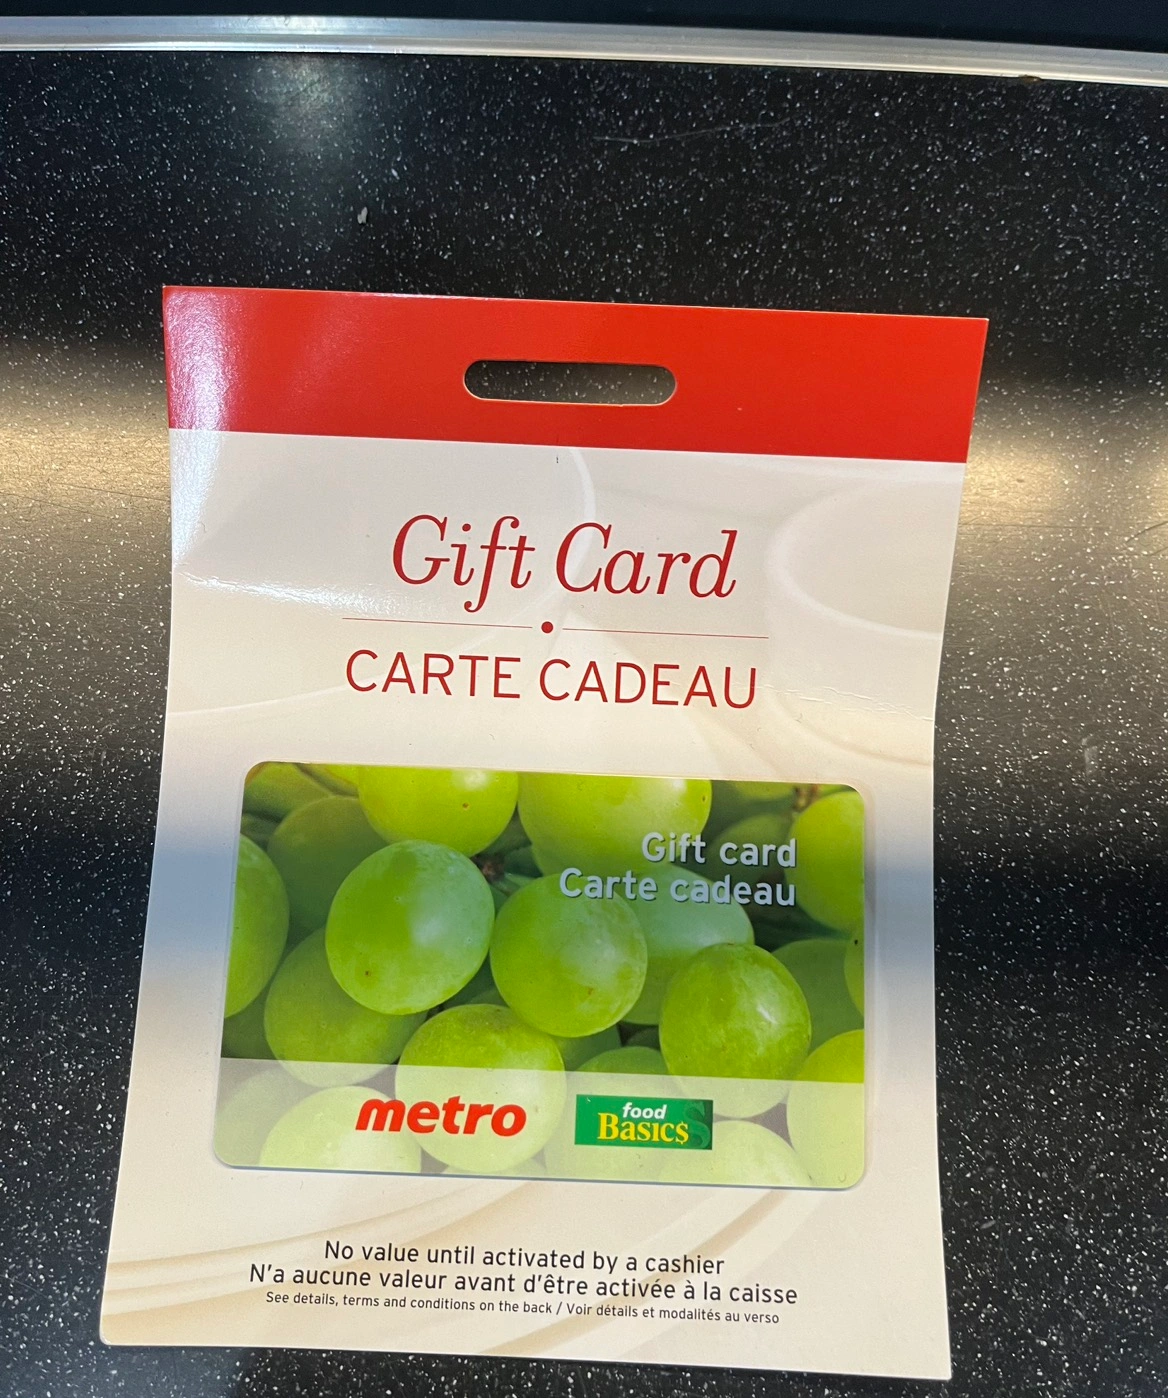 Gift Card
CARTE CADEAU
Gift card
Carte cadeau
metro
food
Basics
No value until activated by a cashier
N'a aucune valeur avant d'être activée à la caisse
See details, terms and conditions on the back / Voir détails et modalités au verso